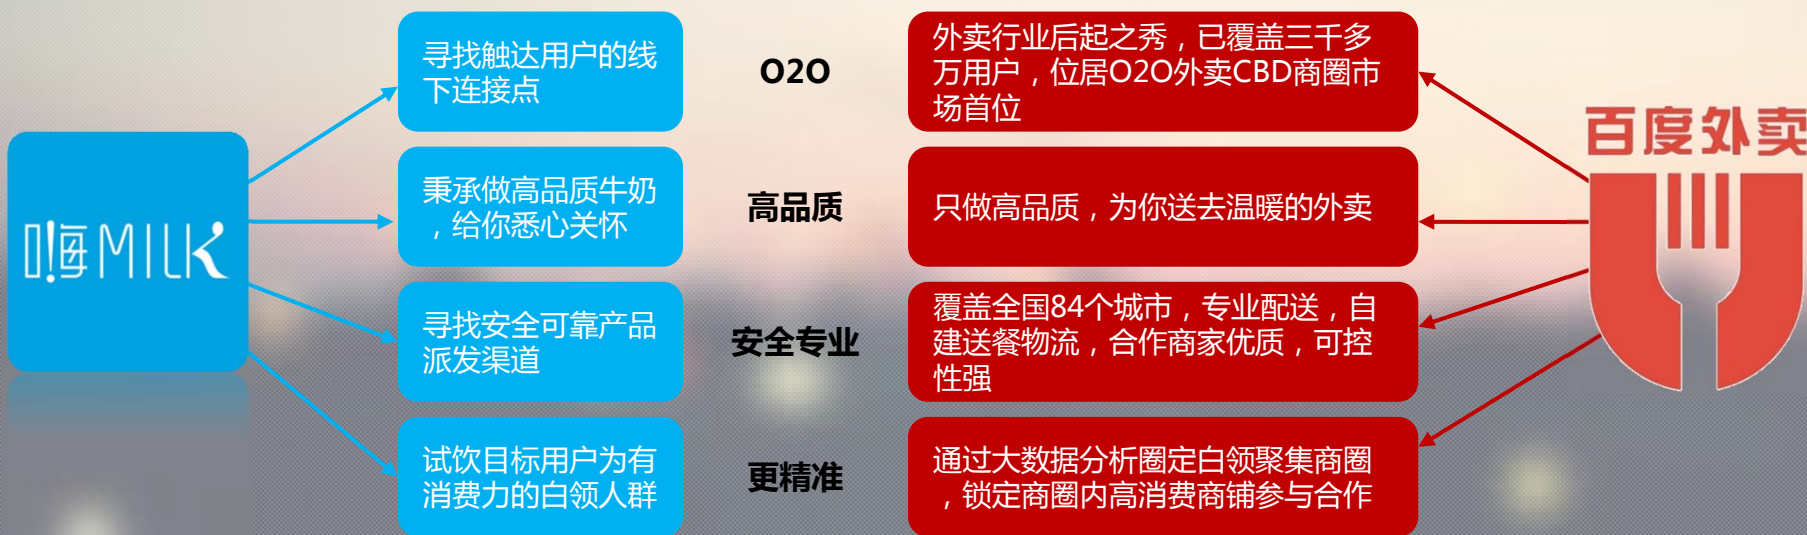 嗨MILK
寻找触达用户的线
下连接点
O2O
外卖行业后起之秀，已覆盖三千多
万用户，位居O2O外卖CBD商圈市
场首位
秉承做高品质牛奶
，给你悉心关怀
高品质
只做高品质，为你送去温暖的外卖
寻找安全可靠产品
派发渠道
安全专业
覆盖全国84个城市，专业配送，自
建送餐物流，合作商家优质，可控
性强
试饮目标用户为有
消费力的白领人群
更精准
通过大数据分析圈定白领聚集商圈
，锁定商圈内高消费商铺参与合作
百度外卖